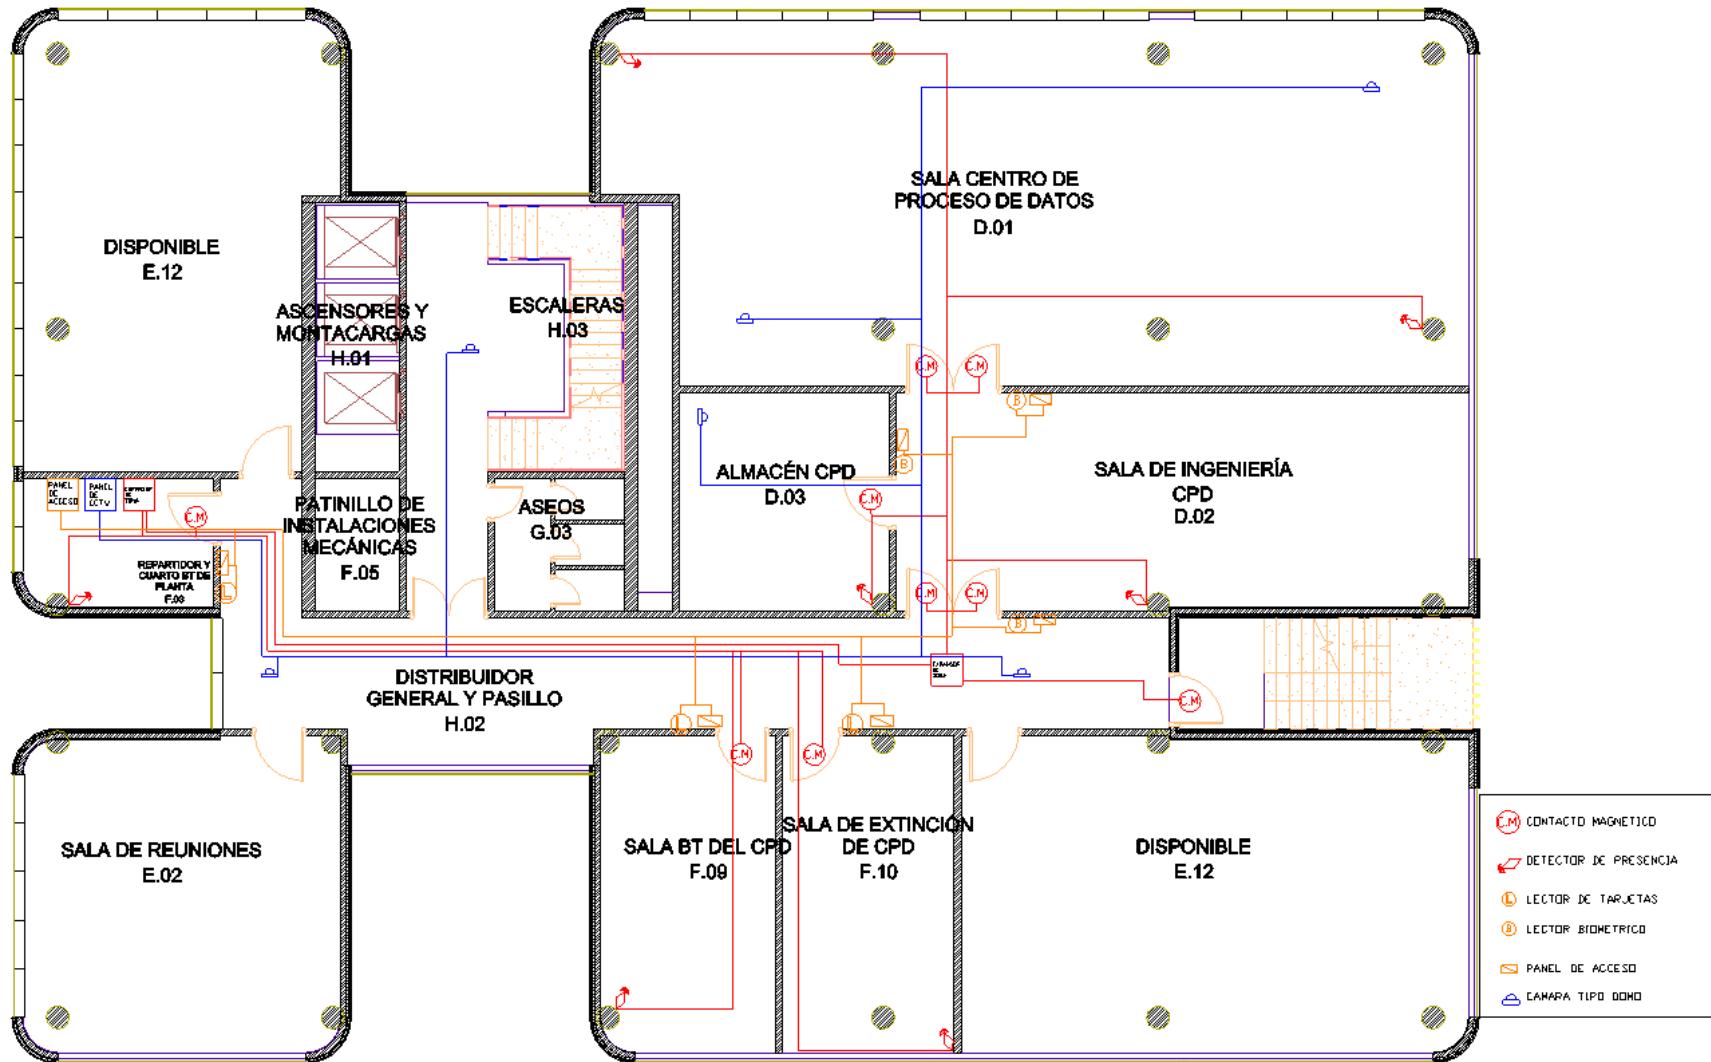 SALA CENTRO DE
PROCESO DE DATOS
D.01
DISPONIBLE
E.12
ASCENSORES Y
MONTACARGAS
H.01
ESCALERAS
H.03
C.M
C.M
B
B
ALMACÉN CPD
D.03
SALA DE INGENIERÍA
CPD
D.02
C.M
PANEL
DE
ACCESO
PANEL
DE
CCTV
C.M
PATINILLO DE
INSTALACIONES
MECÁNICAS
F.05
ASEOS
G.03
REPARTIDOR Y
CUARTO BT DE
PLANTA
F.03
L
C.M
C.M
B
DISTRIBUIDOR
GENERAL Y PASILLO
H.02
C.M
L
L
C.M
C.M
SALA DE REUNIONES
E.02
SALA BT DEL CPD
F.09
SALA DE EXTINCIÓN
DE CPD
F.10
DISPONIBLE
E.12
C.M CONTACTO MAGNETICO
DETECTOR DE PRESENCIA
L LECTOR DE TARJETAS
B LECTOR BIOMETRICO
PANEL DE ACCESO
CAMARA TIPO DOMO